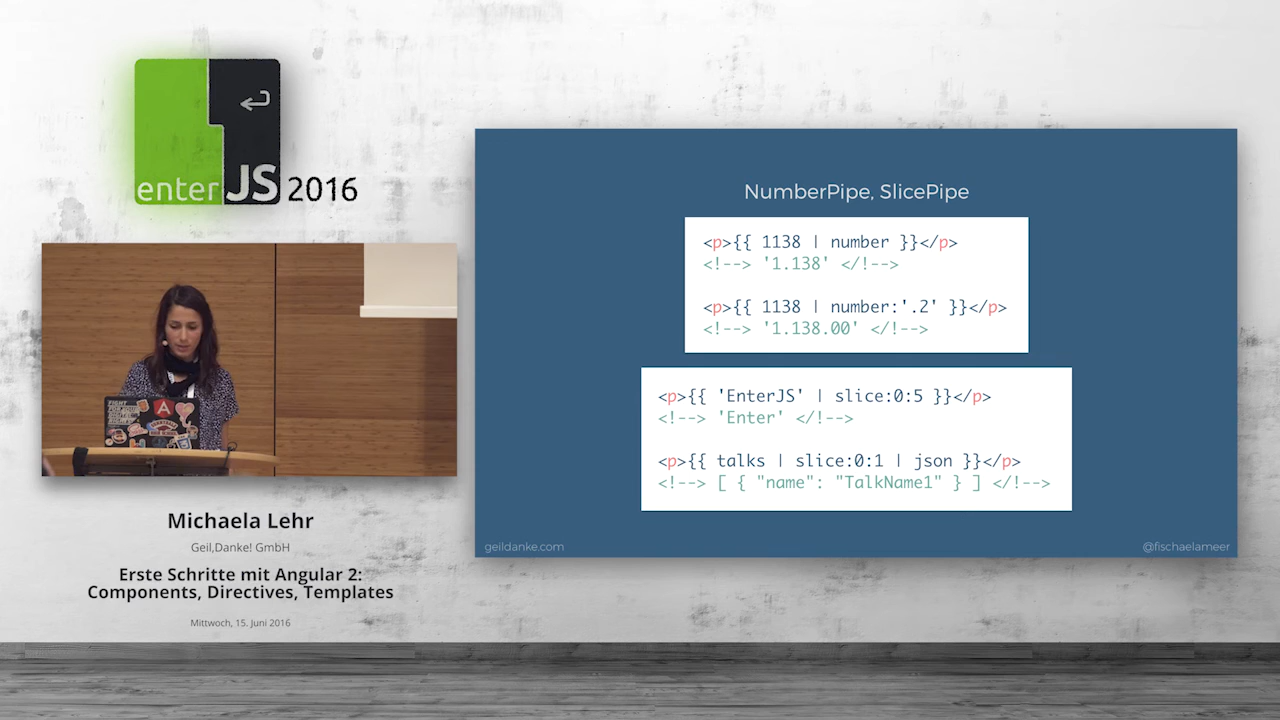 enterJS 2016
Michaela Lehr
Geil,Danke! GmbH
Erste Schritte mit Angular 2:
Components, Directives, Templates
Mittwoch, 15. Juni 2016
NumberPipe, SlicePipe
<p>{{ 1138 | number }}</p>
<!--> '1.138' </!-->
<p>{{ 1138 | number:'.2' }}</p>
<!--> '1.138.00' </!-->
<p>{{ 'EnterJS' | slice:0:5 }}</p>
<!--> 'Enter' </!-->
<p>{{ talks | slice:0:1 | json }}</p>
<!--> [ { "name": "TalkName1" } ] </!-->
geildanke.com
@fischaelameer